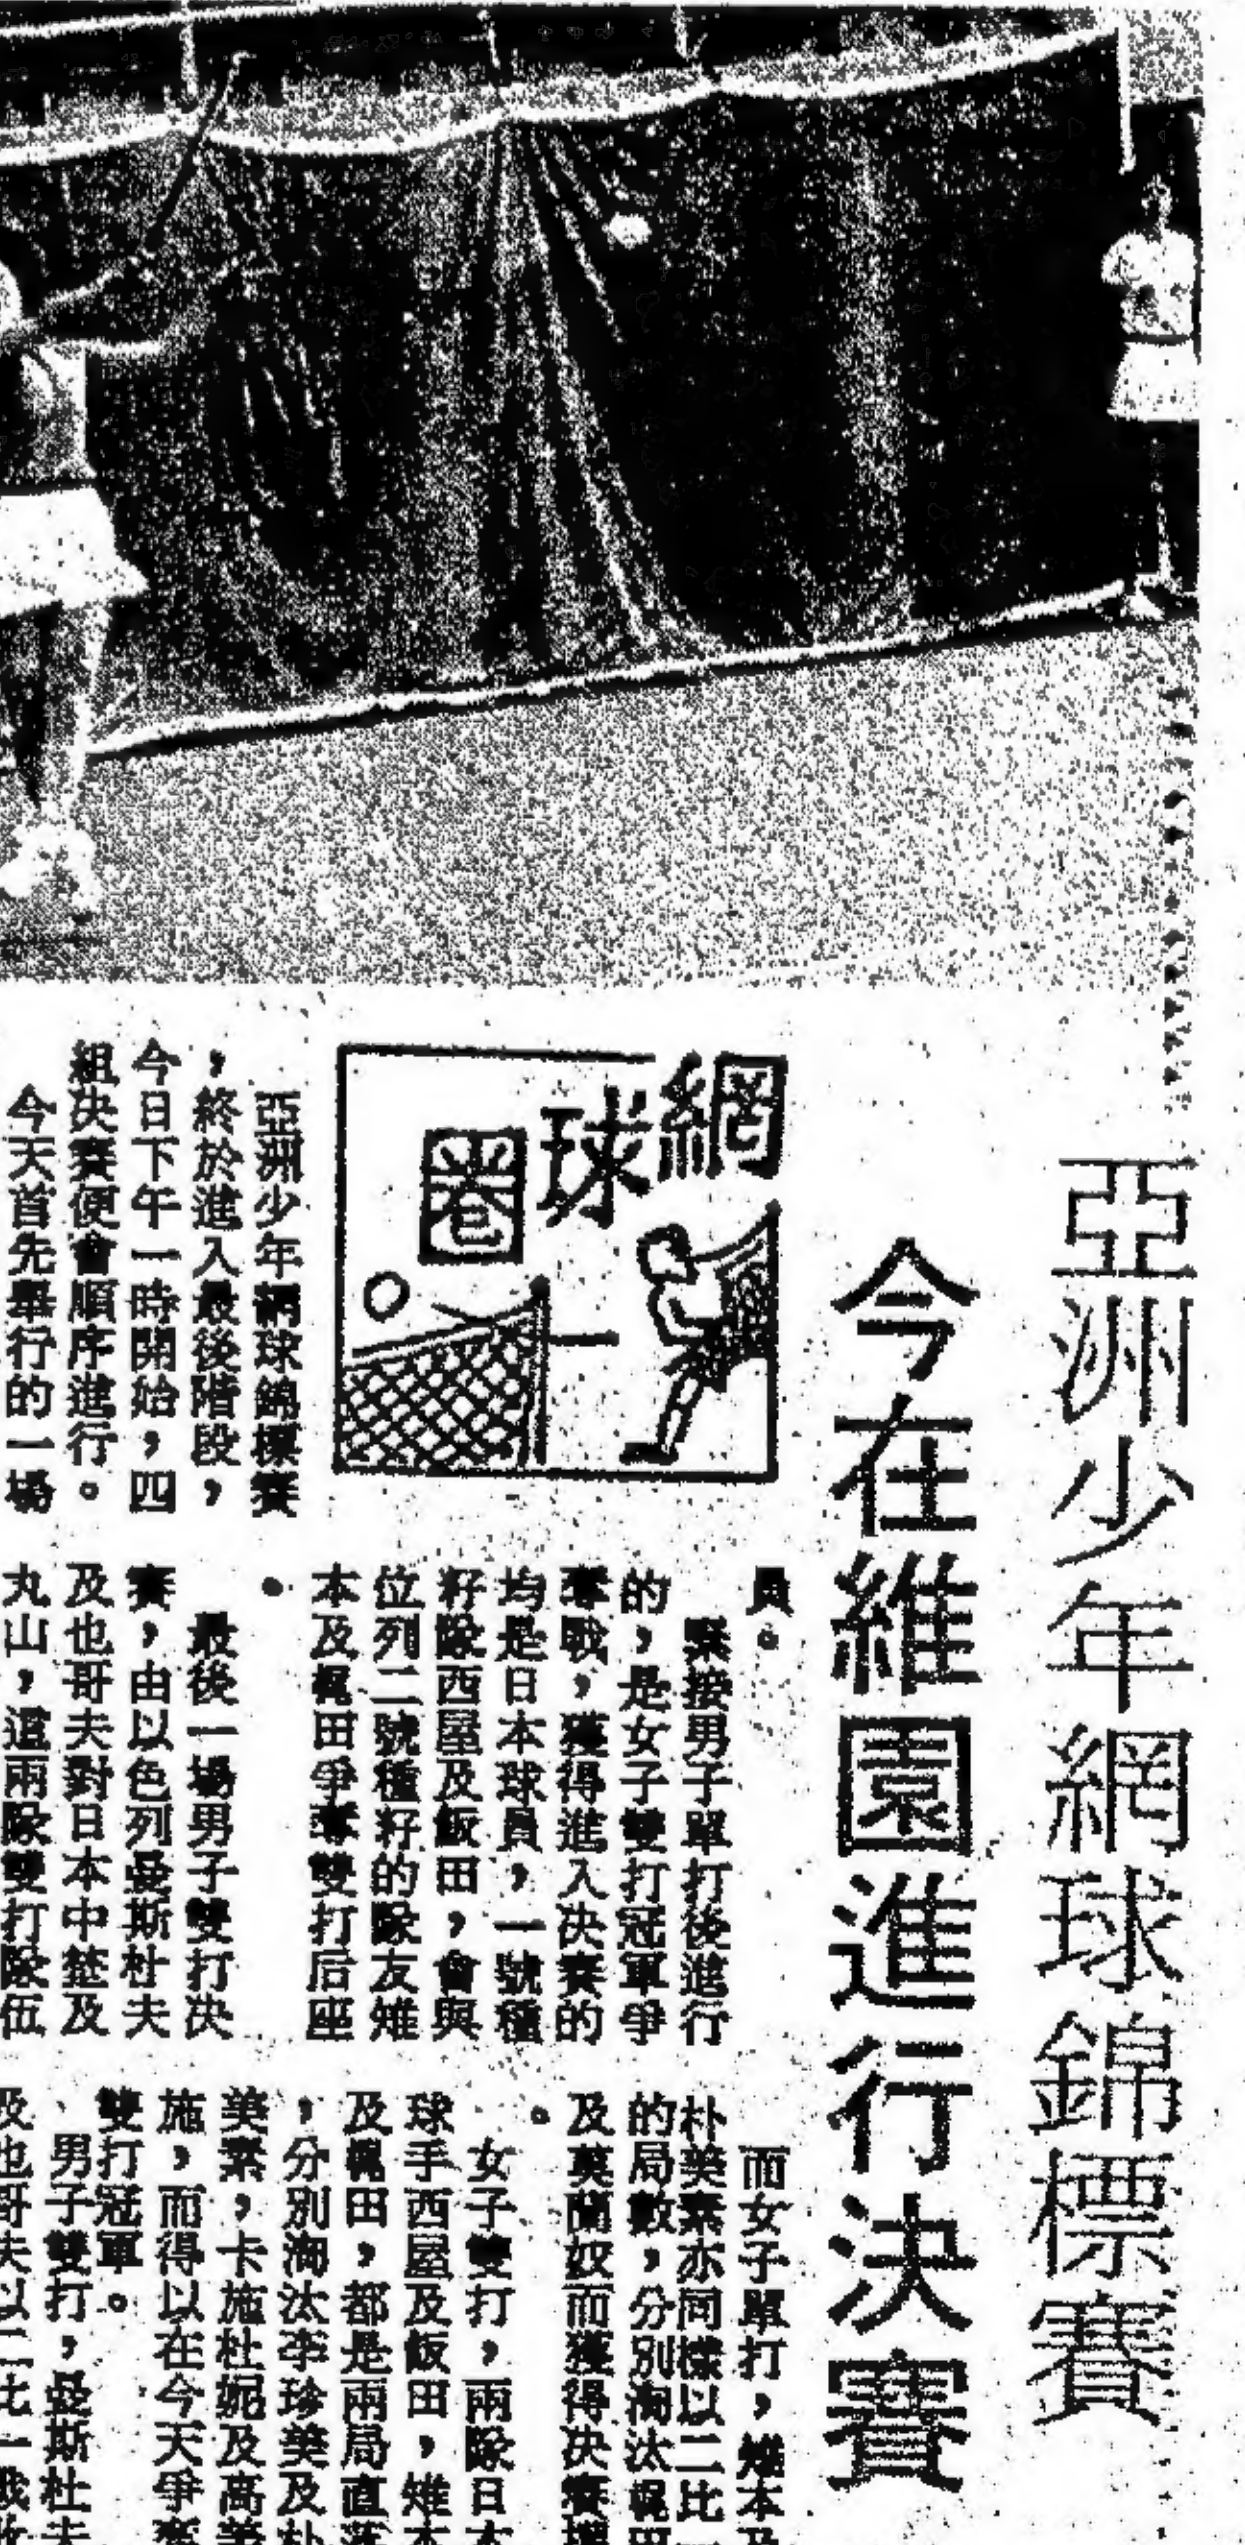 亞洲少年網球錦標賽
今在維園進行決賽
網球圈
亞洲少年網球錦標賽
，終於進入最後階段，
今日下午一時開始，四
組决賽便會順序進行。
今天首先舉行的一場
員。
緊接男子單打後進行
的，是女子雙打冠軍爭
奪戰，獲得進入决賽的
均是日本球員，一號種
籽隊西屋及飯田，會與
位列二號種籽的隊友雉
本及梶田爭奪雙打后座
。
最後一場男子雙打决
賽，由以色列曼斯杜夫
及也哥夫對日本中莖及
丸山，這兩隊雙打隊伍
而女子單打，雉本及
朴美素亦同樣以二比一
的局數，分別淘汰梶田
及莫蘭奴而獲得決賽
。
女子雙打，兩隊日本
球手西屋及飯田，雉本
及梶田，都是兩局直落
，分別淘汰李珍美及朴
美素，卡施杜妮及高美
施，而得以在今天爭奪
雙打冠軍。
男子雙打，曼斯杜夫
及也哥夫以二比一戰